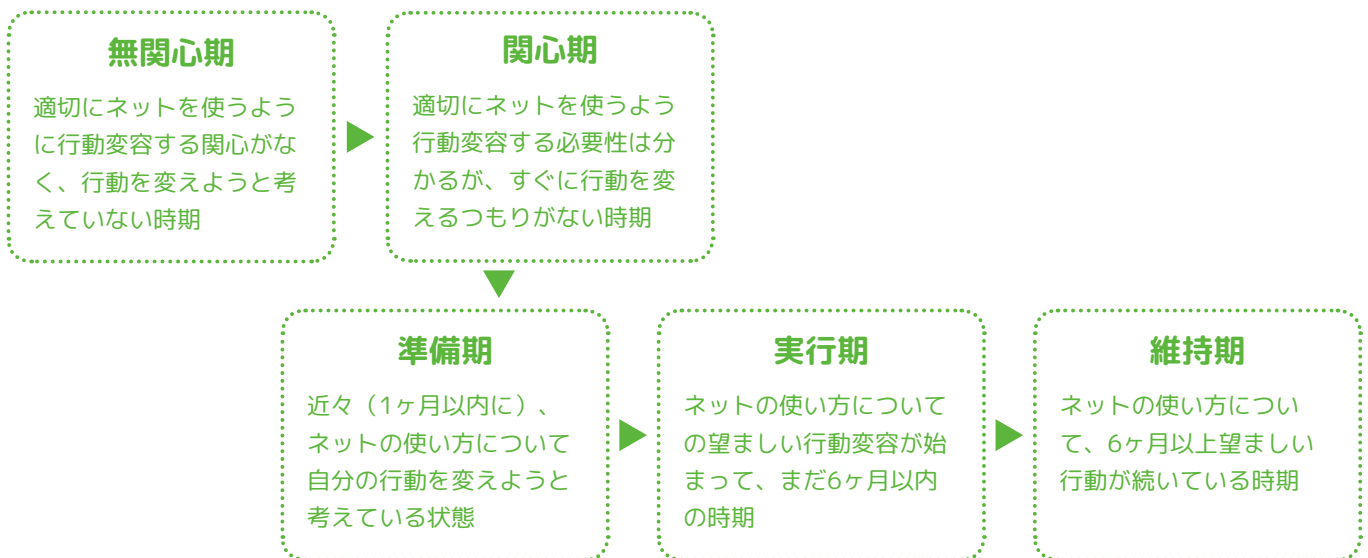 無関心期
適切にネットを使うよう
に行動変容する関心がな
く、行動を変えようと考
えていない時期
関心期
適切にネットを使うよう
行動変容する必要性は分
かるが、すぐに行動を変
えるつもりがない時期
準備期
近々（1ヶ月以内に）、
ネットの使い方について
自分の行動を変えようと
考えている状態
実行期
ネットの使い方について
の望ましい行動変容が始
まって、まだ6ヶ月以内
の時期
維持期
ネットの使い方につい
て、6ヶ月以上望ましい
行動が続いている時期